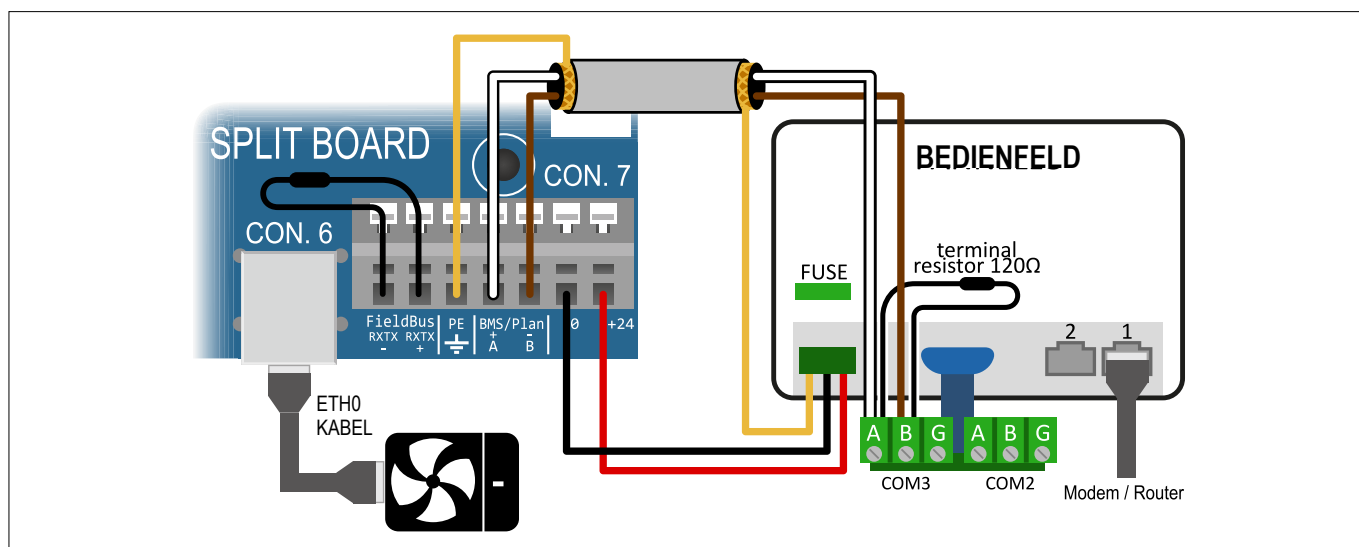 SPLIT BOARD
CON. 7
CON. 6
FieldBus
RXTX RXTX
- +
PE
BMS/Plan
+ -
A B
0
+24
ETH0
KABEL
BEDIENFELD
FUSE
terminal
resistor 120Ω
2 1
A B G A B G
COM3 COM2
Modem / Router